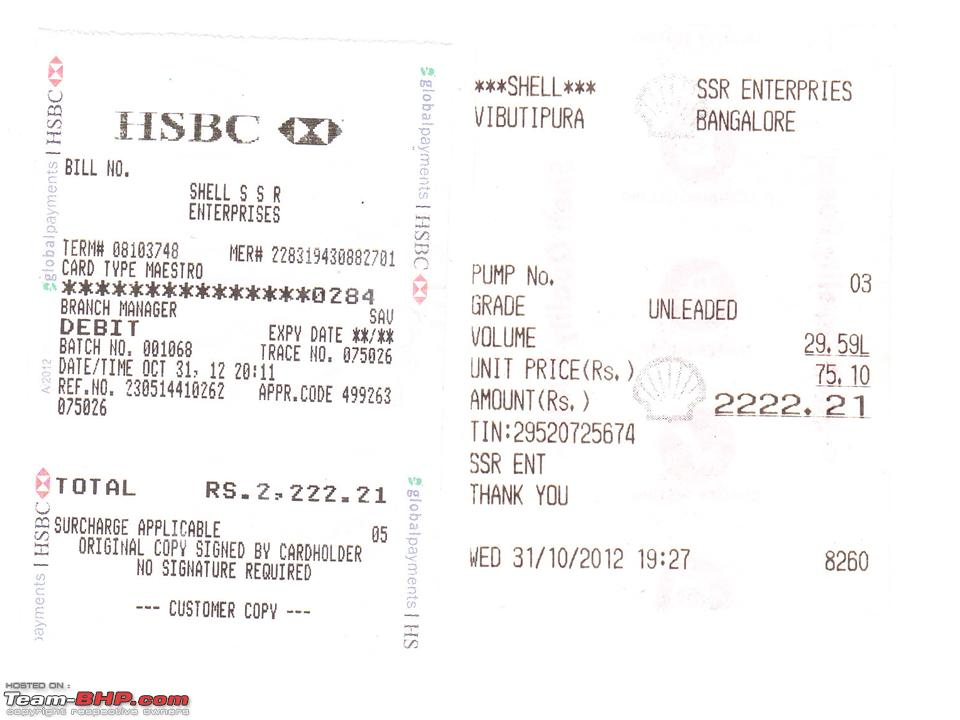 HSBC
BILL NO.
SHELL S S R
ENTERPRISES
TERM# 08103748 MER# 228319430882701
CARD TYPE MAESTRO
***************0284
BRANCH MANAGER SAV
DEBIT EXPY DATE **/**
BATCH NO. 001068 TRACE NO. 075026
DATE/TIME OCT 31, 12 20:11
REF.NO. 230514410262 APPR.CODE 499263
075026
TOTAL RS.2,222.21
SURCHARGE APPLICABLE 05
ORIGINAL COPY SIGNED BY CARDHOLDER
NO SIGNATURE REQUIRED
--- CUSTOMER COPY ---
globalpayments | HSBC
A/2012
ayments | HSBC
globalpayments | HSBC
globalpayments | HS
***SHELL*** SSR ENTERPRIES
VIBUTIPURA BANGALORE
PUMP No. 03
GRADE UNLEADED
VOLUME 29.59L
UNIT PRICE(Rs.) 75.10
AMOUNT(Rs.) 2222.21
TIN:29520725674
SSR ENT
THANK YOU
WED 31/10/2012 19:27 8260
HOSTED ON :
Team-BHP.com
copyright respective owners